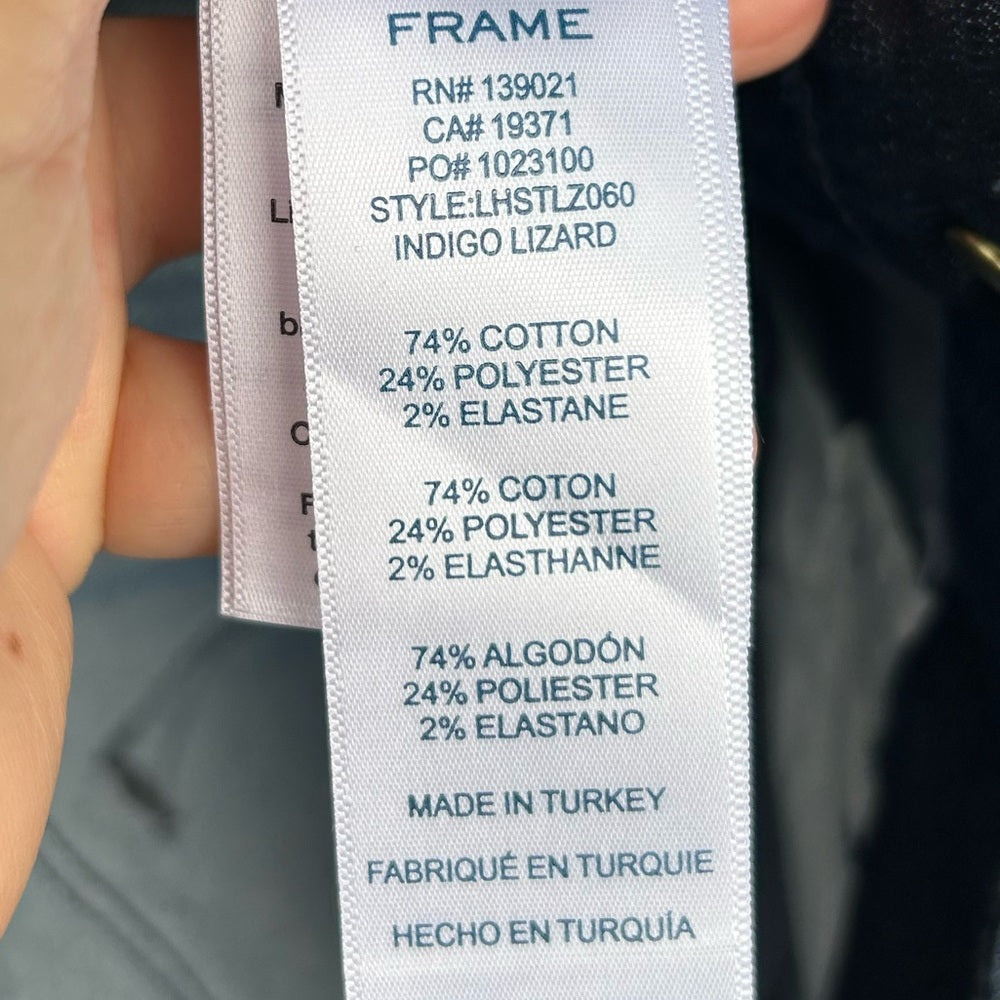 FRAME
RN# 139021
CA# 19371
PO# 1023100
STYLE:LHSTLZ060
INDIGO LIZARD
74% COTTON
24% POLYESTER
2% ELASTANE
74% COTON
24% POLYESTER
2% ELASTHANNE
74% ALGODÓN
24% POLIESTER
2% ELASTANO
MADE IN TURKEY
FABRIQUÉ EN TURQUIE
HECHO EN TURQUÍA